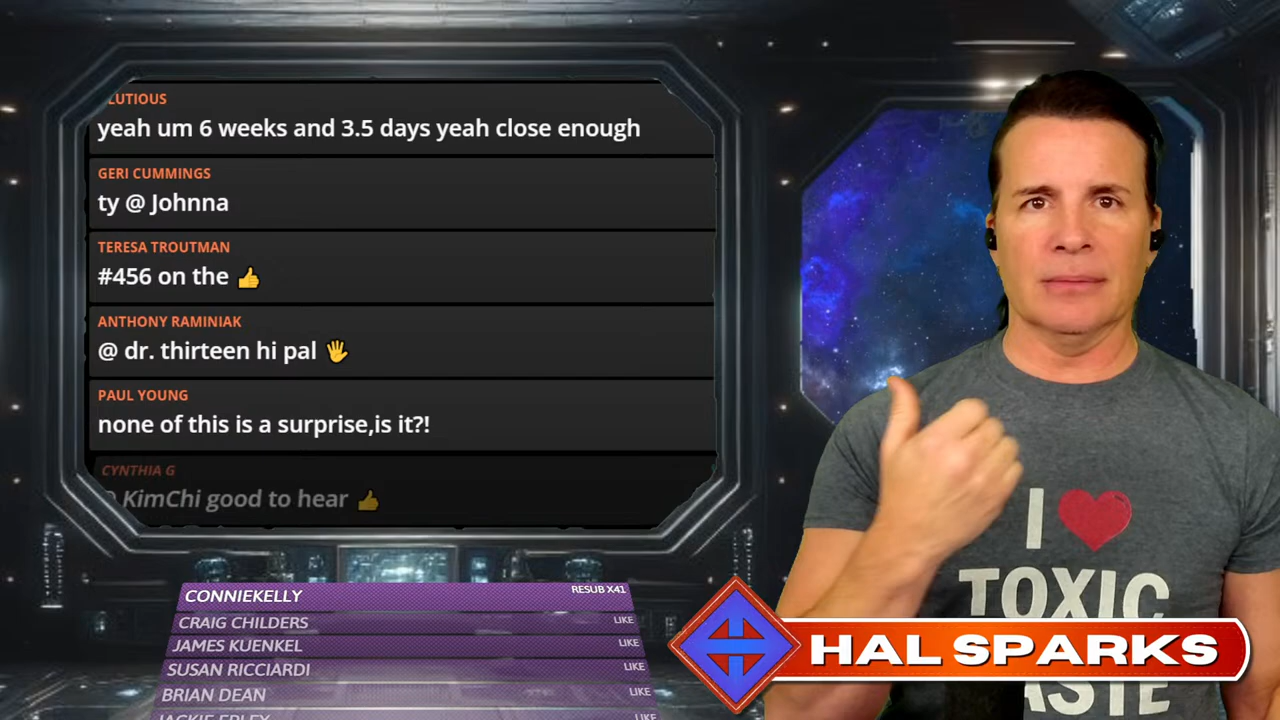 LUTIOUS
yeah um 6 weeks and 3.5 days yeah close enough
GERI CUMMINGS
ty @ Johnna
TERESA TROUTMAN
#456 on the 👍
ANTHONY RAMINIAK
@ dr. thirteen hi pal 🖐
PAUL YOUNG
none of this is a surprise,is it?!
CYNTHIA G
@ KimChi good to hear 👍
CONNIEKELLY RESUB X41
CRAIG CHILDERS LIKE
JAMES KUENKEL LIKE
SUSAN RICCIARDI LIKE
BRIAN DEAN LIKE
LIKE
I ❤
TOXIC
HAL SPARKS